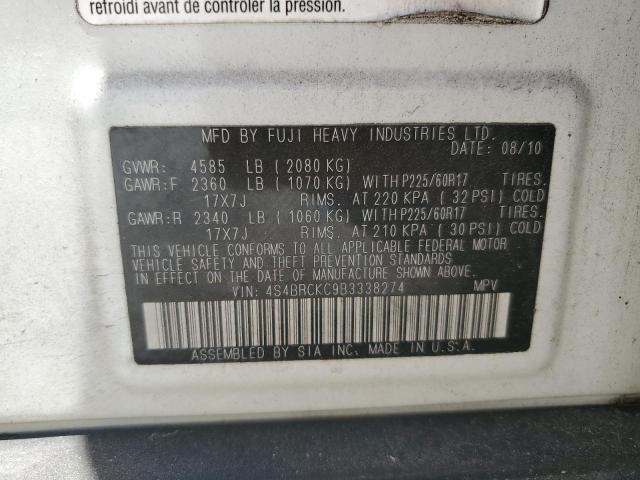 refroidi avant de contrôler la pression.
MFD BY FUJI HEAVY INDUSTRIES LTD.
DATE: 08/10
GVWR: 4585 LB ( 2080 KG)
GAWR:F 2360 LB ( 1070 KG) WITH P225/60R17 TIRES.
17X7J RIMS. AT 220 KPA ( 32 PSI) COLD
GAWR:R 2340 LB ( 1060 KG) WITH P225/60R17 TIRES.
17X7J RIMS. AT 210 KPA ( 30 PSI) COLD
THIS VEHICLE CONFORMS TO ALL APPLICABLE FEDERAL MOTOR
VEHICLE SAFETY AND THEFT PREVENTION STANDARDS
IN EFFECT ON THE DATE OF MANUFACTURE SHOWN ABOVE.
VIN: 4S4BRCKC9B3338274 MPV
ASSEMBLED BY SIA INC. MADE IN U.S.A.